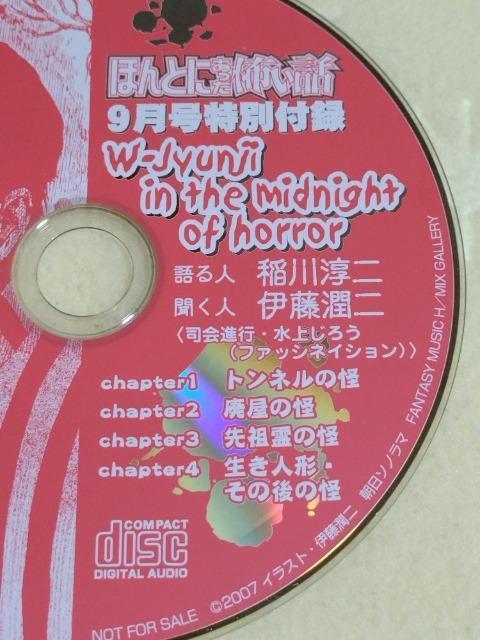 ほんとにあった怖い話
9月号特別付録
W-Jyunji
in the midnight
of horror
語る人 稲川淳二
聞く人 伊藤潤二
〈司会進行・水上じろう
(ファッシネイション)〉
chapter1 トンネルの怪
chapter2 廃屋の怪
chapter3 先祖霊の怪
chapter4 生き人形・
その後の怪
COMPACT
disc
DIGITAL AUDIO
NOT FOR SALE ©2007 イラスト・伊藤潤二 朝日ソノラマ FANTASY MUSIC H/MIX GALLERY